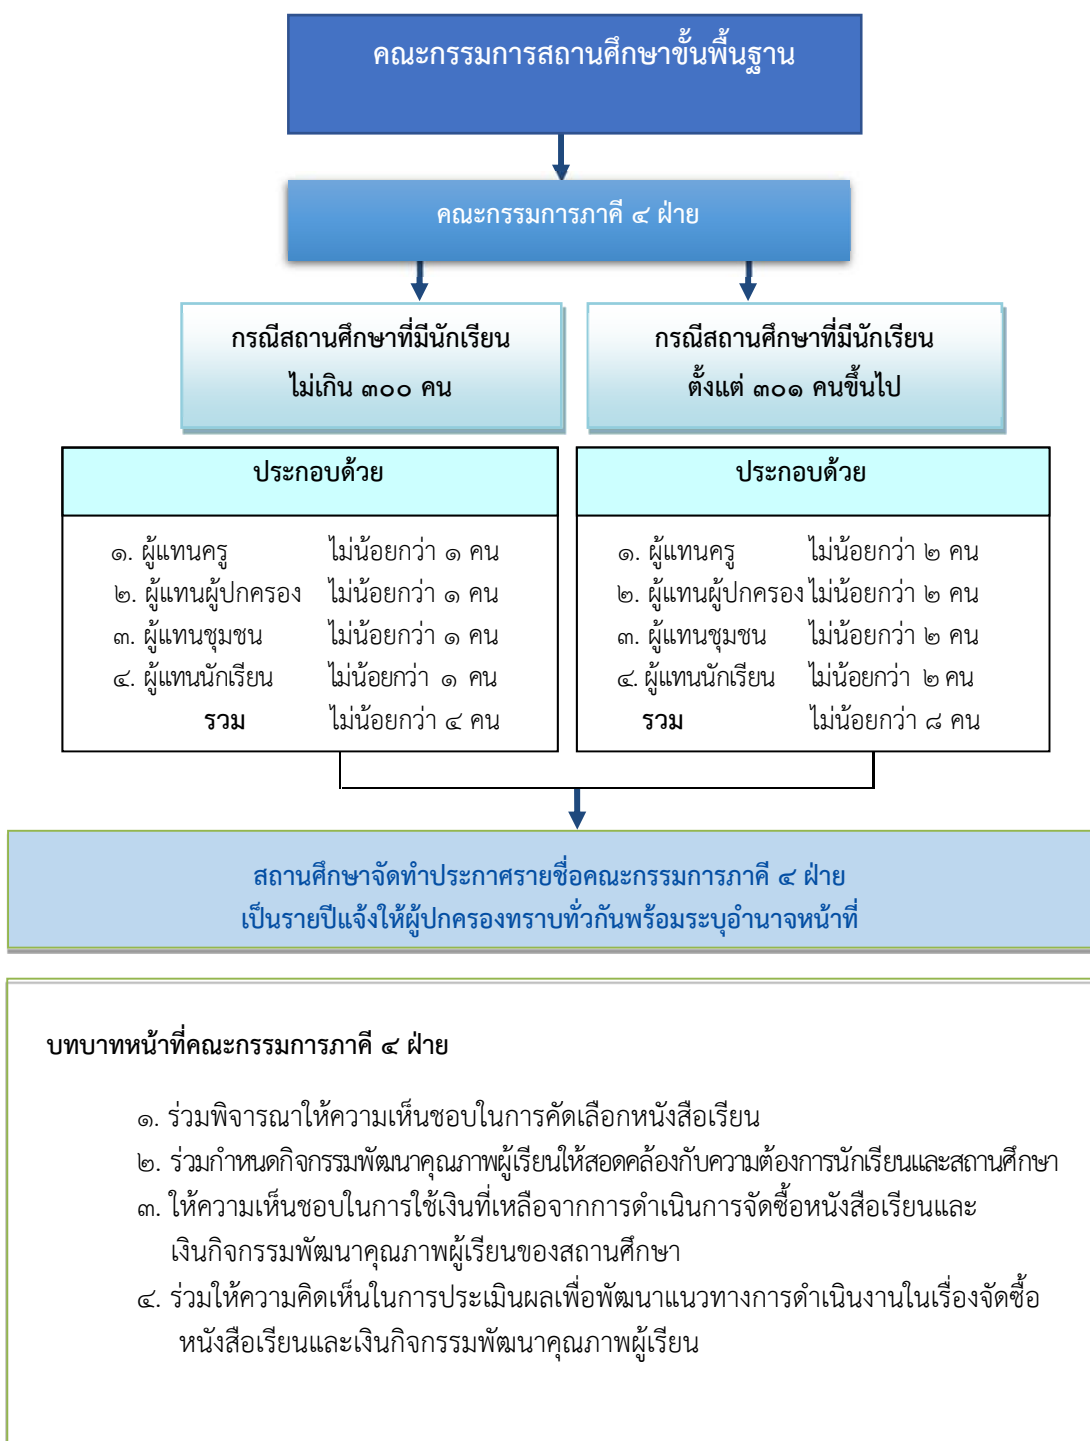 คณะกรรมการสถานศึกษาขั้นพื้นฐาน
คณะกรรมการภาคี ๔ ฝ่าย
กรณีสถานศึกษาที่มีนักเรียน
ไม่เกิน ๓๐๐ คน
กรณีสถานศึกษาที่มีนักเรียน
ตั้งแต่ ๓๐๑ คนขึ้นไป
ประกอบด้วย
๑. ผู้แทนครู ไม่น้อยกว่า ๑ คน
๒. ผู้แทนผู้ปกครอง ไม่น้อยกว่า ๑ คน
๓. ผู้แทนชุมชน ไม่น้อยกว่า ๑ คน
๔. ผู้แทนนักเรียน ไม่น้อยกว่า ๑ คน
รวม ไม่น้อยกว่า ๔ คน
ประกอบด้วย
๑. ผู้แทนครู ไม่น้อยกว่า ๒ คน
๒. ผู้แทนผู้ปกครอง ไม่น้อยกว่า ๒ คน
๓. ผู้แทนชุมชน ไม่น้อยกว่า ๒ คน
๔. ผู้แทนนักเรียน ไม่น้อยกว่า ๒ คน
รวม ไม่น้อยกว่า ๘ คน
สถานศึกษาจัดทำประกาศรายชื่อคณะกรรมการภาคี ๔ ฝ่าย
เป็นรายปีแจ้งให้ผู้ปกครองทราบทั่วกันพร้อมระบุอำนาจหน้าที่
บทบาทหน้าที่คณะกรรมการภาคี ๔ ฝ่าย
๑. ร่วมพิจารณาให้ความเห็นชอบในการคัดเลือกหนังสือเรียน
๒. ร่วมกำหนดกิจกรรมพัฒนาคุณภาพผู้เรียนให้สอดคล้องกับความต้องการนักเรียนและสถานศึกษา
๓. ให้ความเห็นชอบในการใช้เงินที่เหลือจากการดำเนินการจัดซื้อหนังสือเรียนและ
เงินกิจกรรมพัฒนาคุณภาพผู้เรียนของสถานศึกษา
๔. ร่วมให้ความคิดเห็นในการประเมินผลเพื่อพัฒนาแนวทางการดำเนินงานในเรื่องจัดซื้อ
หนังสือเรียนและเงินกิจกรรมพัฒนาคุณภาพผู้เรียน